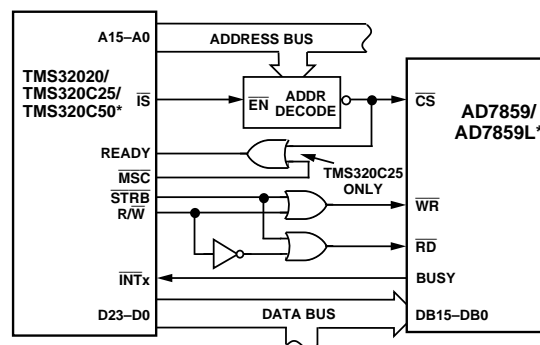 A15–A0
ADDRESS BUS
TMS32020/
TMS320C25/
TMS320C50*
IS
EN
ADDR
DECODE
CS
AD7859/
AD7859L*
READY
TMS320C25
ONLY
MSC
STRB
R/W
WR
RD
INTx
BUSY
D23–D0
DATA BUS
DB15–DB0